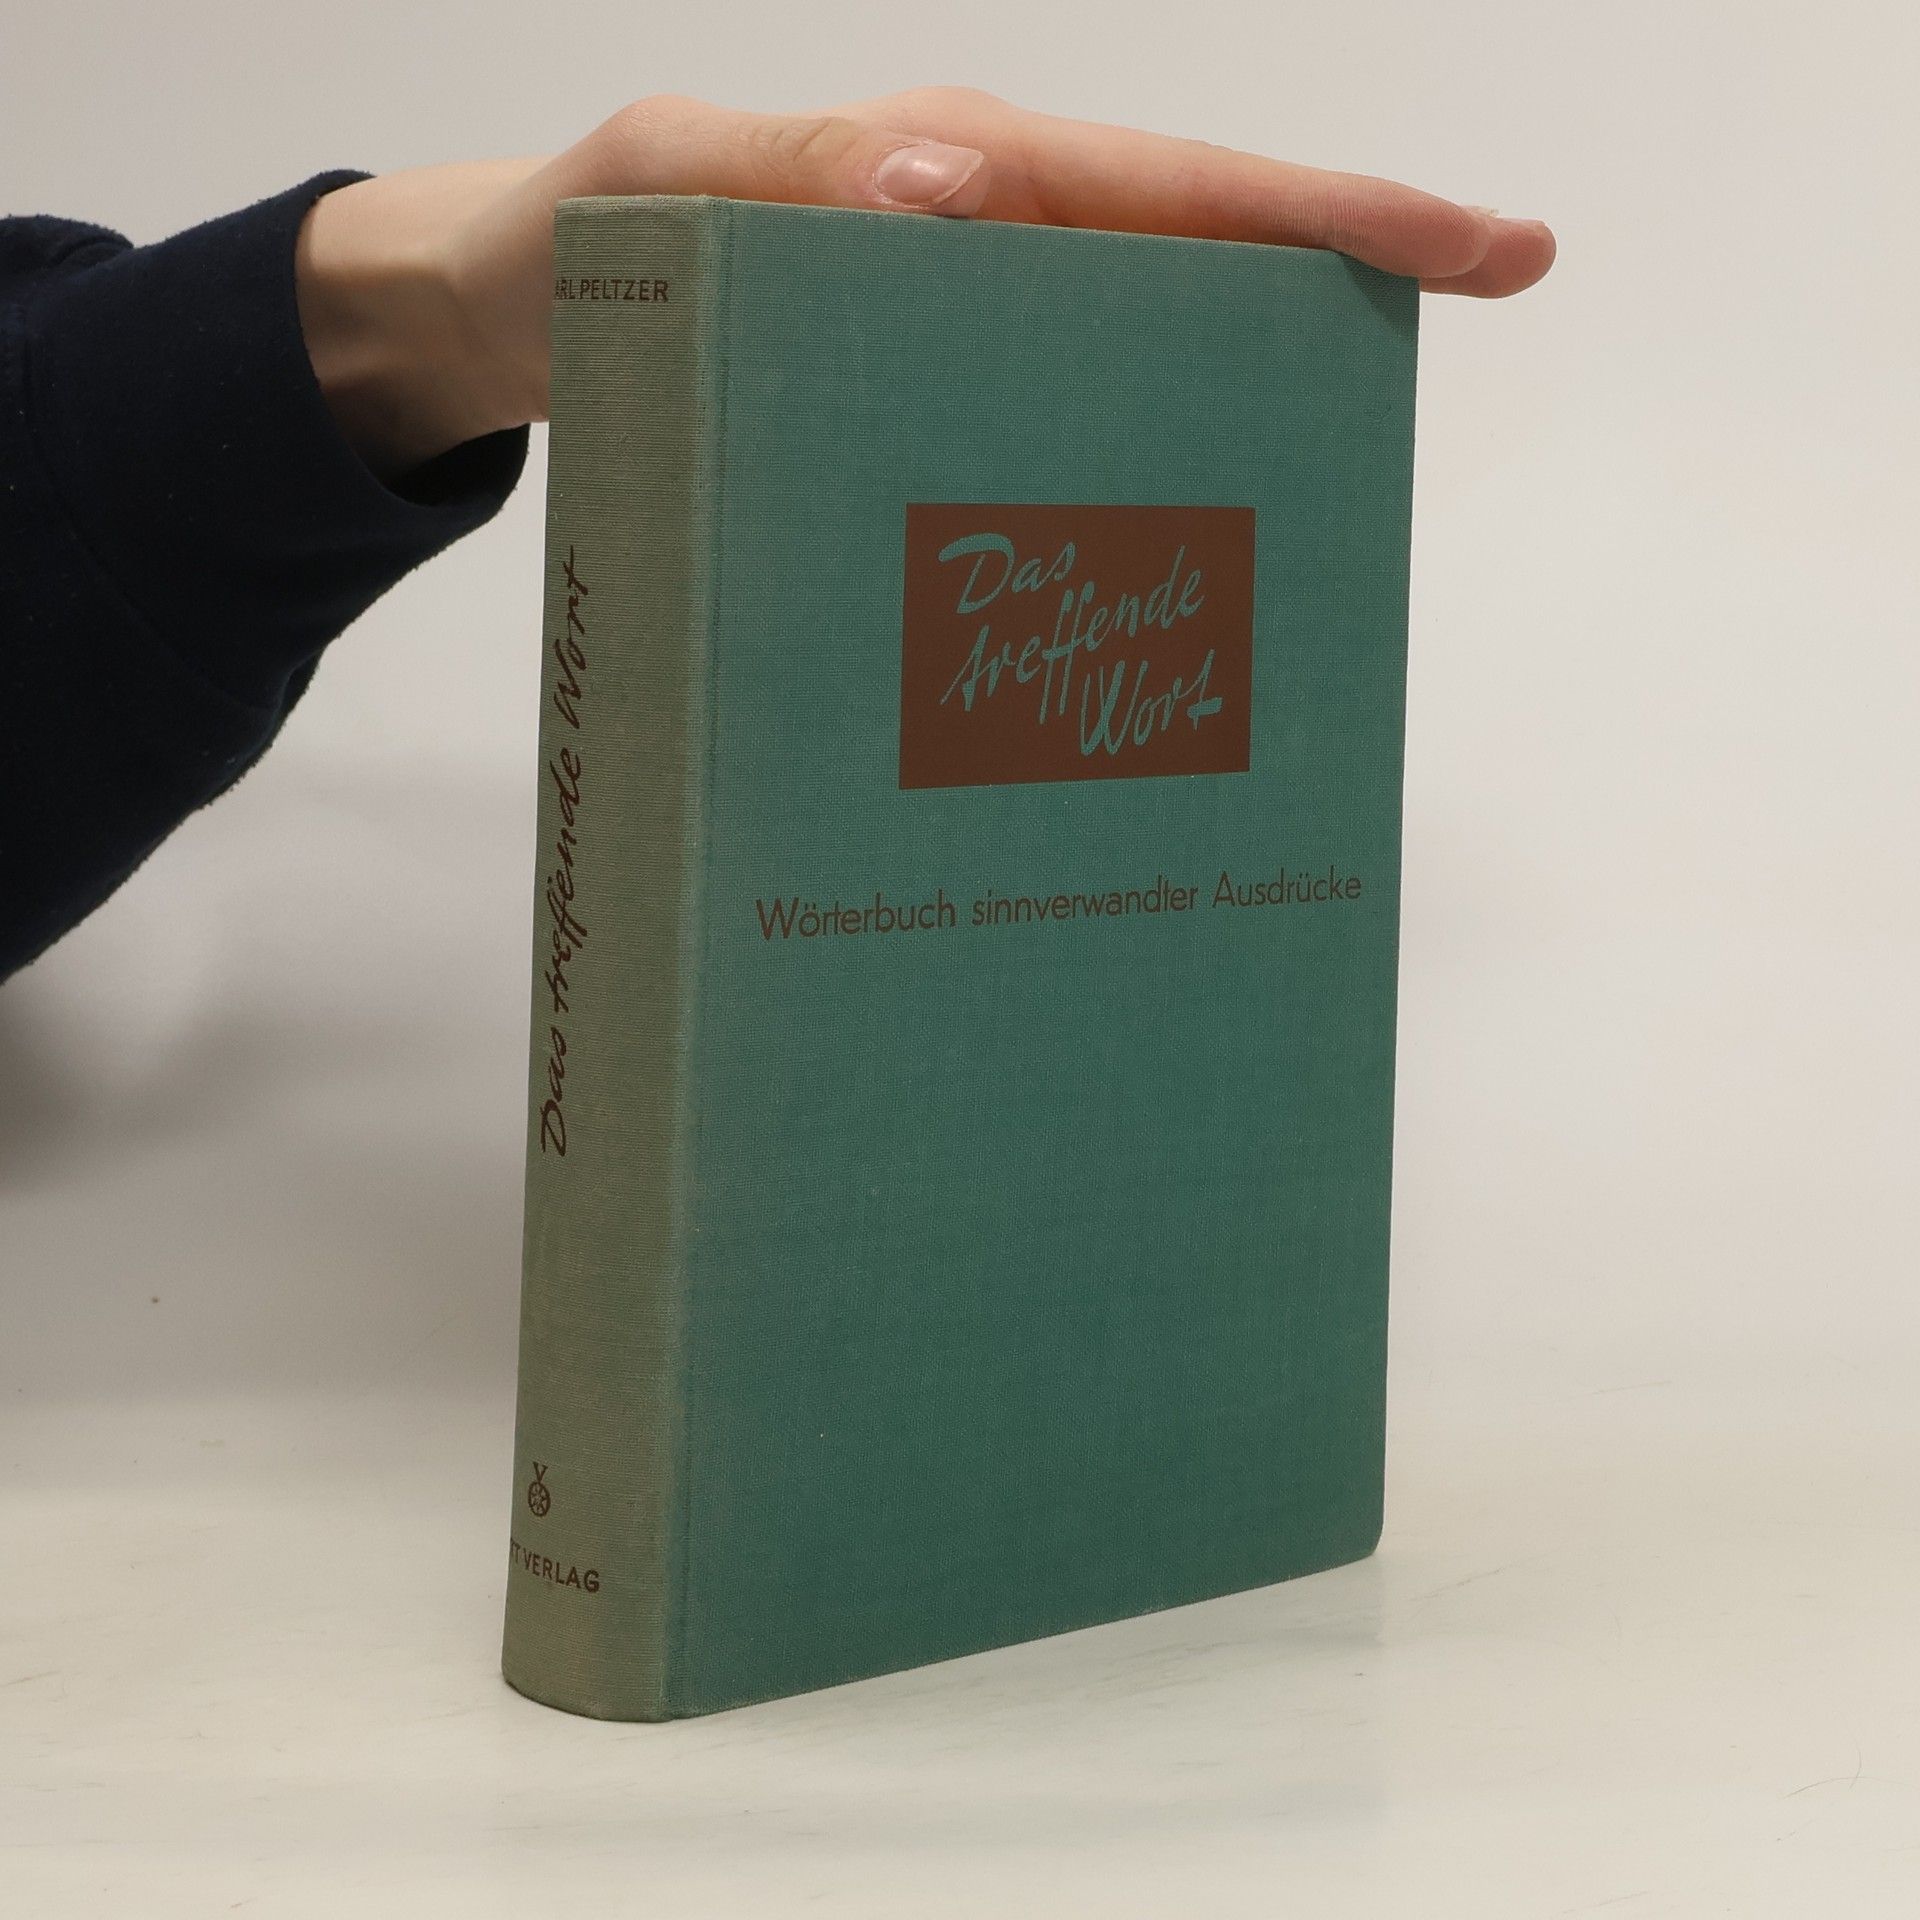 PELTZER
Das treffende Wort
VERLAG
Das
treffende
Wort
Wörterbuch sinnverwandter Ausdrücke